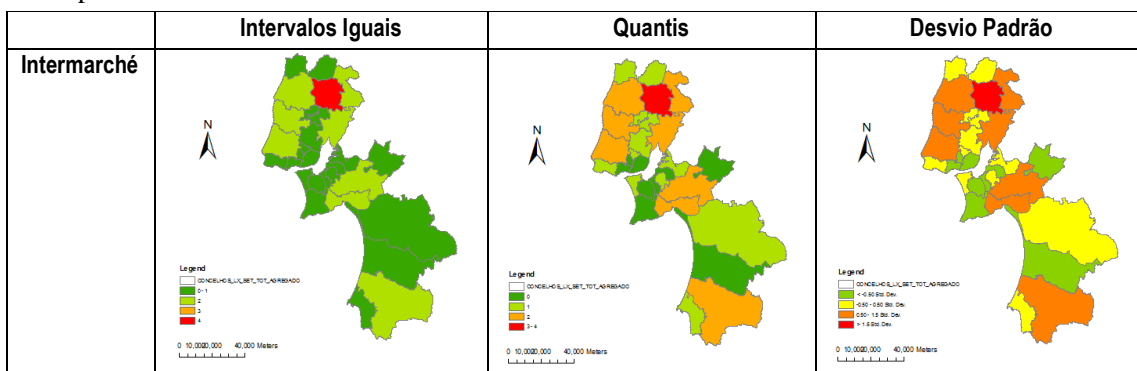 Intervalos Iguais
Quantis
Desvio Padrão
Intermarché
N
Legend
CONCELHOS_LX_SET_TOT_AGREGADO
0 - 1
2
3
4
0 10,00020,000 40,000 Meters
N
Legend
CONCELHOS_LX_SET_TOT_AGREGADO
0
1
2
3 - 4
0 10,00020,000 40,000 Meters
N
Legend
CONCELHOS_LX_SET_TOT_AGREGADO
< -0.50 Std. Dev.
-0.50 - 0.50 Std. Dev.
0.50 - 1.5 Std. Dev.
> 1.5 Std. Dev.
0 10,00020,000 40,000 Meters